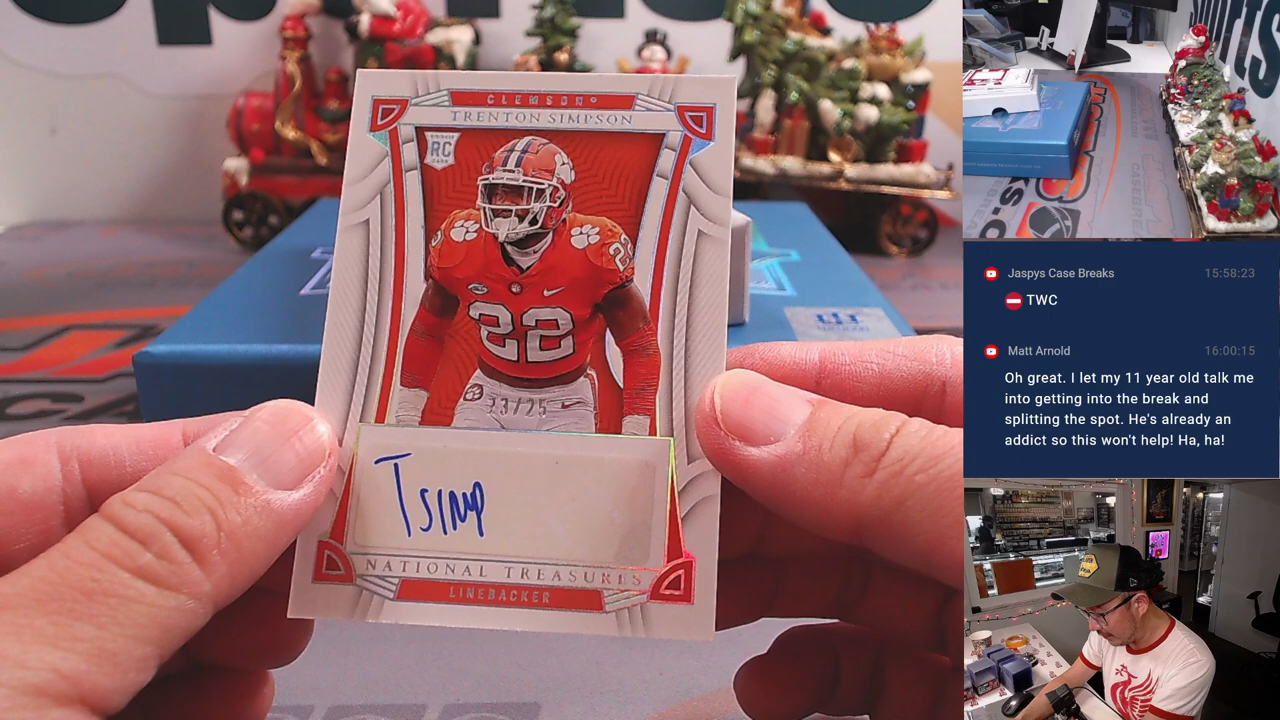 CLEMSON
TRENTON SIMPSON
ROOKIE
RC
CARD
22
22
23/25
Tsimp
NATIONAL TREASURES
LINEBACKER
Jaspys Case Breaks 15:58:23
TWC
Matt Arnold 16:00:15
Oh great. I let my 11 year old talk me
into getting into the break and
splitting the spot. He's already an
addict so this won't help! Ha, ha!